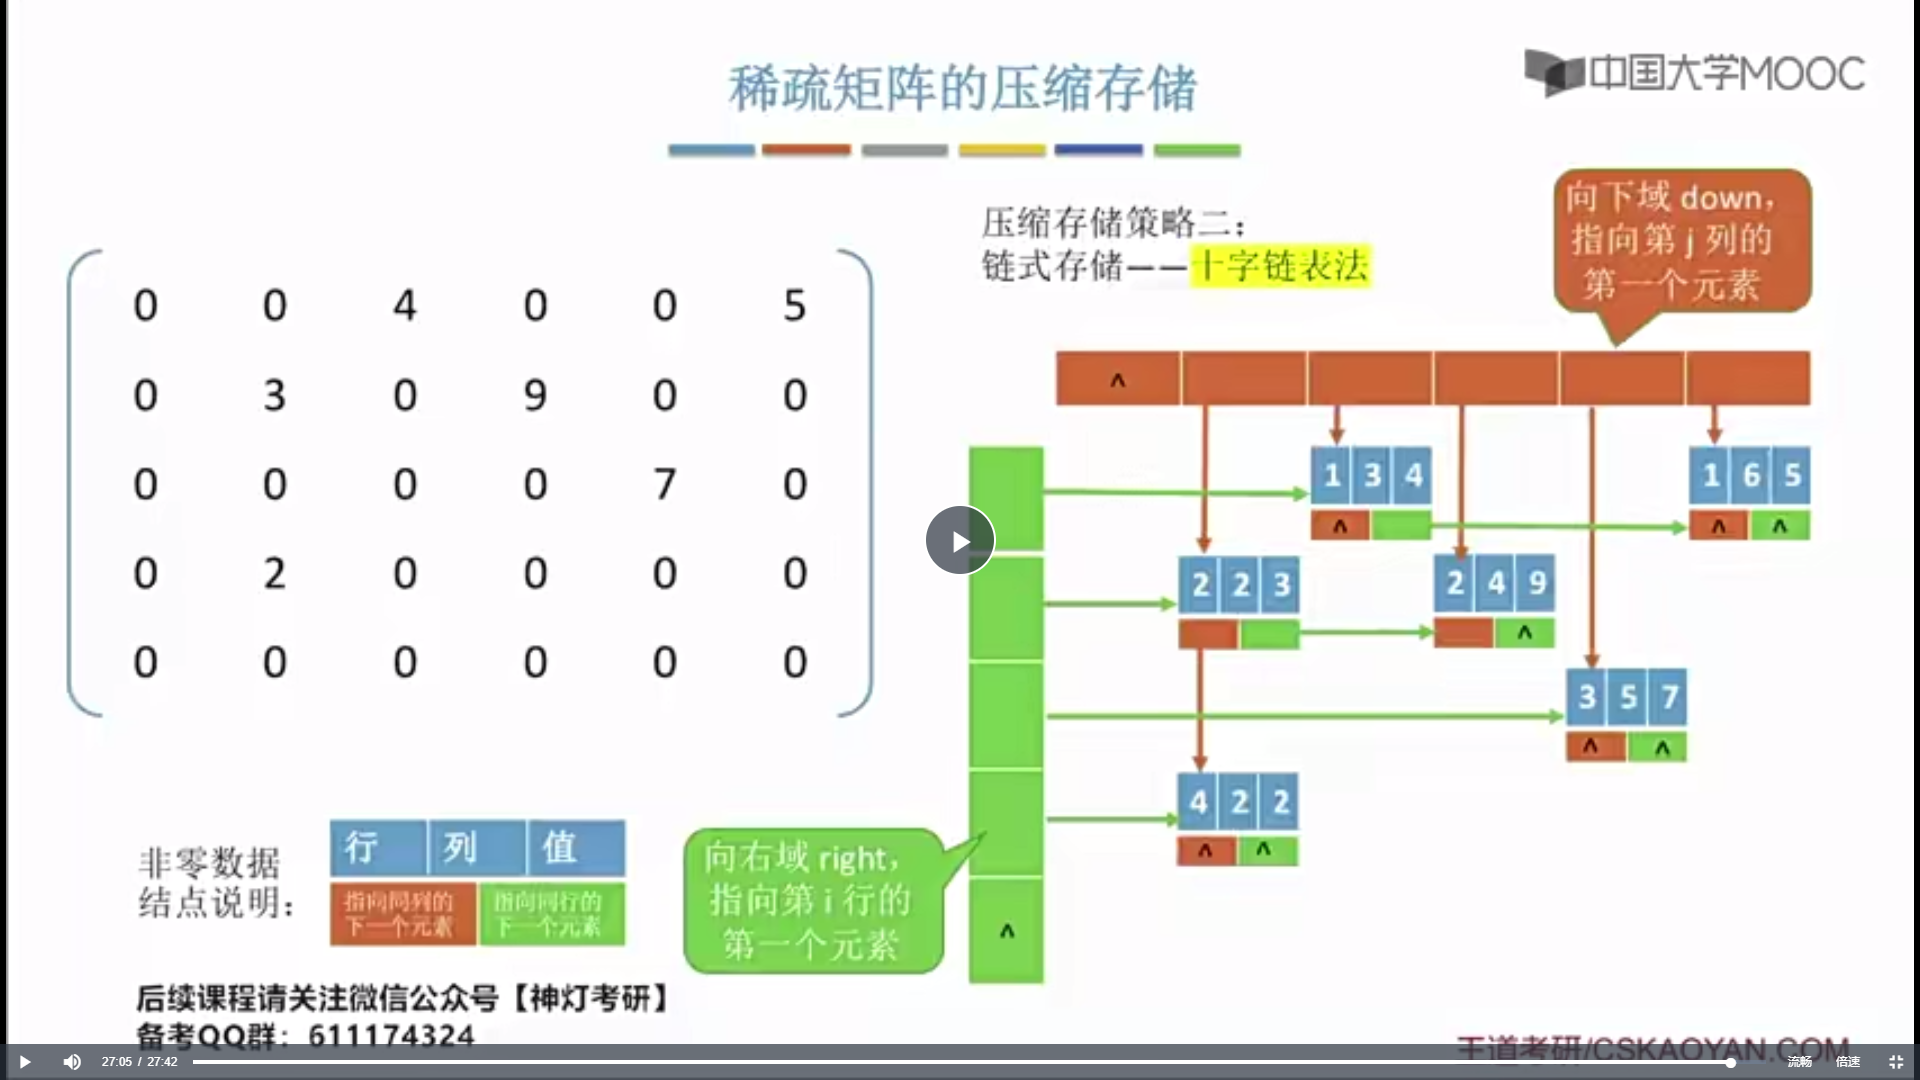 稀疏矩阵的压缩存储
中国大学MOOC
压缩存储策略二：
链式存储——十字链表法
向下域 down，
指向第 j 列的
第一个元素
0 0 4 0 0 5
0 3 0 9 0 0
0 0 0 0 7 0
0 2 0 0 0 0
0 0 0 0 0 0
^
1 3 4
^
1 6 5
^ ^
2 2 3
2 4 9
^
3 5 7
^ ^
4 2 2
^ ^
^
非零数据
结点说明：
行 列 值
指向同列的
下一个元素
指向同行的
下一个元素
向右域 right，
指向第 i 行的
第一个元素
后续课程请关注微信公众号【神灯考研】
备考QQ群：611174324
王道考研/CSKAOYAN.COM
27:05 / 27:42
流畅
倍速